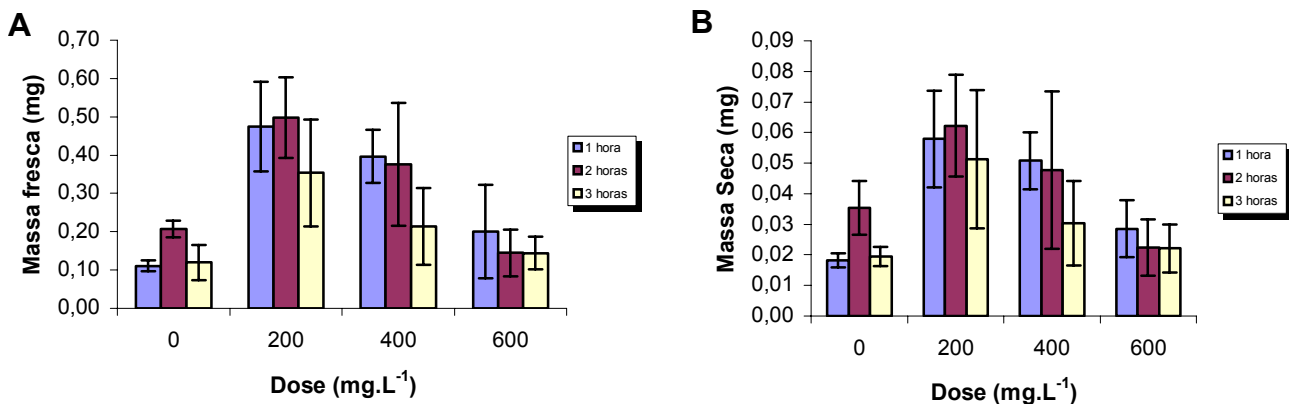 A
0,70
0,60
0,50
0,40
0,30
0,20
0,10
0,00
Massa fresca (mg)
0 200 400 600
Dose (mg.L⁻¹)
1 hora
2 horas
3 horas
B
0,09
0,08
0,07
0,06
0,05
0,04
0,03
0,02
0,01
0,00
Massa Seca (mg)
0 200 400 600
Dose (mg.L⁻¹)
1 hora
2 horas
3 horas